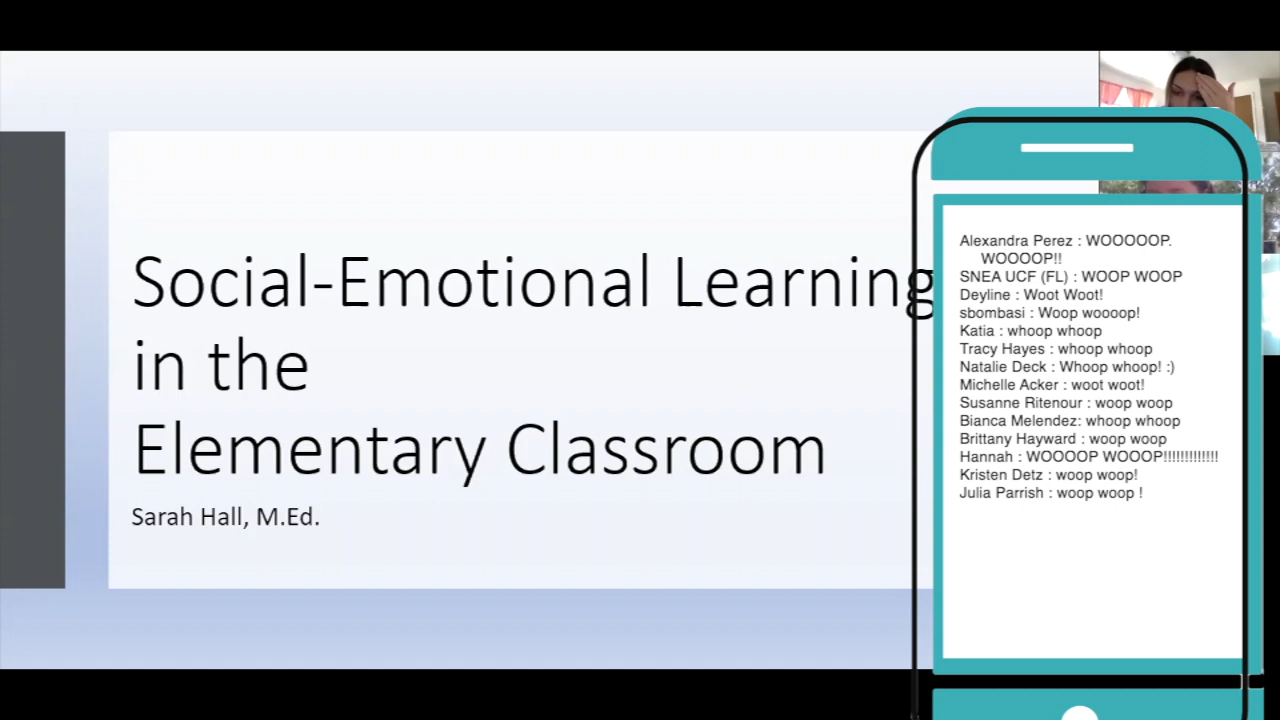 Social-Emotional Learning
in the
Elementary Classroom
Sarah Hall, M.Ed.
Alexandra Perez : WOOOOOP.
WOOOOP!!
SNEA UCF (FL) : WOOP WOOP
Deyline : Woot Woot!
sbombasi : Woop woooop!
Katia : whoop whoop
Tracy Hayes : whoop whoop
Natalie Deck : Whoop whoop! :)
Michelle Acker : woot woot!
Susanne Ritenour : woop woop
Bianca Melendez: whoop whoop
Brittany Hayward : woop woop
Hannah : WOOOOP WOOOP!!!!!!!!!!!!!
Kristen Detz : woop woop!
Julia Parrish : woop woop !